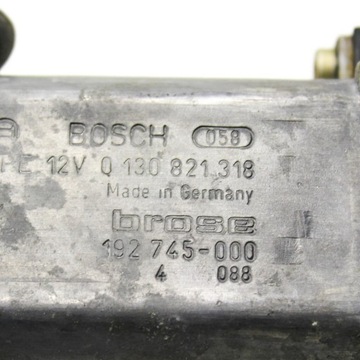 BOSCH 058
12V 0 130 821 318
Made in Germany
brose
192 745-000
4 088